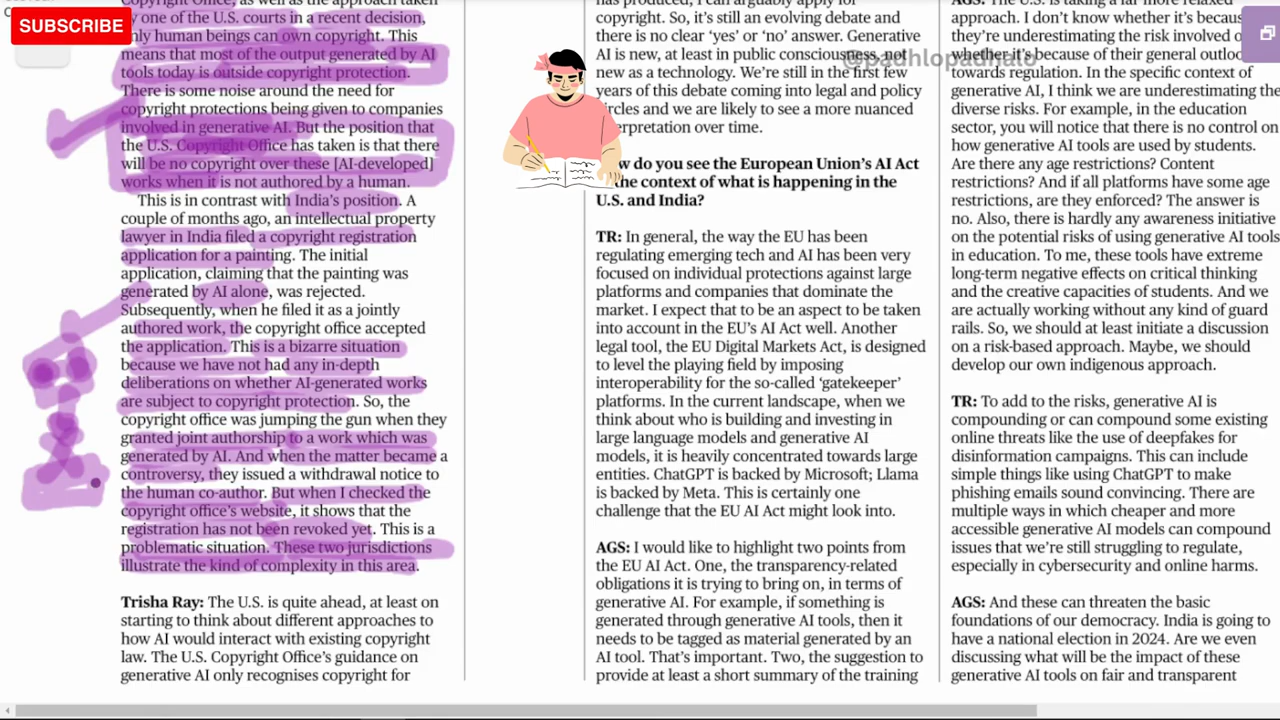 SUBSCRIBE
@padhlopadhalo
Copyright Office, as well as the approach taken
by one of the U.S. courts in a recent decision,
only human beings can own copyright. This
means that most of the output generated by AI
tools today is outside copyright protection.
There is some noise around the need for
copyright protections being given to companies
involved in generative AI. But the position that
the U.S. Copyright Office has taken is that there
will be no copyright over these [AI-developed]
works when it is not authored by a human.
This is in contrast with India's position. A
couple of months ago, an intellectual property
lawyer in India filed a copyright registration
application for a painting. The initial
application, claiming that the painting was
generated by AI alone, was rejected.
Subsequently, when he filed it as a jointly
authored work, the copyright office accepted
the application. This is a bizarre situation
because we have not had any in-depth
deliberations on whether AI-generated works
are subject to copyright protection. So, the
copyright office was jumping the gun when they
granted joint authorship to a work which was
generated by AI. And when the matter became a
controversy, they issued a withdrawal notice to
the human co-author. But when I checked the
copyright office's website, it shows that the
registration has not been revoked yet. This is a
problematic situation. These two jurisdictions
illustrate the kind of complexity in this area.
Trisha Ray: The U.S. is quite ahead, at least on
starting to think about different approaches to
how AI would interact with existing copyright
law. The U.S. Copyright Office's guidance on
generative AI only recognises copyright for
has produced, I can arguably apply for
copyright. So, it's still an evolving debate and
there is no clear 'yes' or 'no' answer. Generative
AI is new, at least in public consciousness, not
new as a technology. We're still in the first few
years of this debate coming into legal and policy
circles and we are likely to see a more nuanced
erpretation over time.
w do you see the European Union's AI Act
the context of what is happening in the
U.S. and India?
TR: In general, the way the EU has been
regulating emerging tech and AI has been very
focused on individual protections against large
platforms and companies that dominate the
market. I expect that to be an aspect to be taken
into account in the EU's AI Act well. Another
legal tool, the EU Digital Markets Act, is designed
to level the playing field by imposing
interoperability for the so-called 'gatekeeper'
platforms. In the current landscape, when we
think about who is building and investing in
large language models and generative AI
models, it is heavily concentrated towards large
entities. ChatGPT is backed by Microsoft; Llama
is backed by Meta. This is certainly one
challenge that the EU AI Act might look into.
AGS: I would like to highlight two points from
the EU AI Act. One, the transparency-related
obligations it is trying to bring on, in terms of
generative AI. For example, if something is
generated through generative AI tools, then it
needs to be tagged as material generated by an
AI tool. That's important. Two, the suggestion to
provide at least a short summary of the training
AGS: The U.S. is taking a far more relaxed
approach. I don't know whether it's because
they're underestimating the risk involved
whether it's because of their general outlook
towards regulation. In the specific context of
generative AI, I think we are underestimating the
diverse risks. For example, in the education
sector, you will notice that there is no control on
how generative AI tools are used by students.
Are there any age restrictions? Content
restrictions? And if all platforms have some age
restrictions, are they enforced? The answer is
no. Also, there is hardly any awareness initiative
on the potential risks of using generative AI tools
in education. To me, these tools have extreme
long-term negative effects on critical thinking
and the creative capacities of students. And we
are actually working without any kind of guard
rails. So, we should at least initiate a discussion
on a risk-based approach. Maybe, we should
develop our own indigenous approach.
TR: To add to the risks, generative AI is
compounding or can compound some existing
online threats like the use of deepfakes for
disinformation campaigns. This can include
simple things like using ChatGPT to make
phishing emails sound convincing. There are
multiple ways in which cheaper and more
accessible generative AI models can compound
issues that we're still struggling to regulate,
especially in cybersecurity and online harms.
AGS: And these can threaten the basic
foundations of our democracy. India is going to
have a national election in 2024. Are we even
discussing what will be the impact of these
generative AI tools on fair and transparent